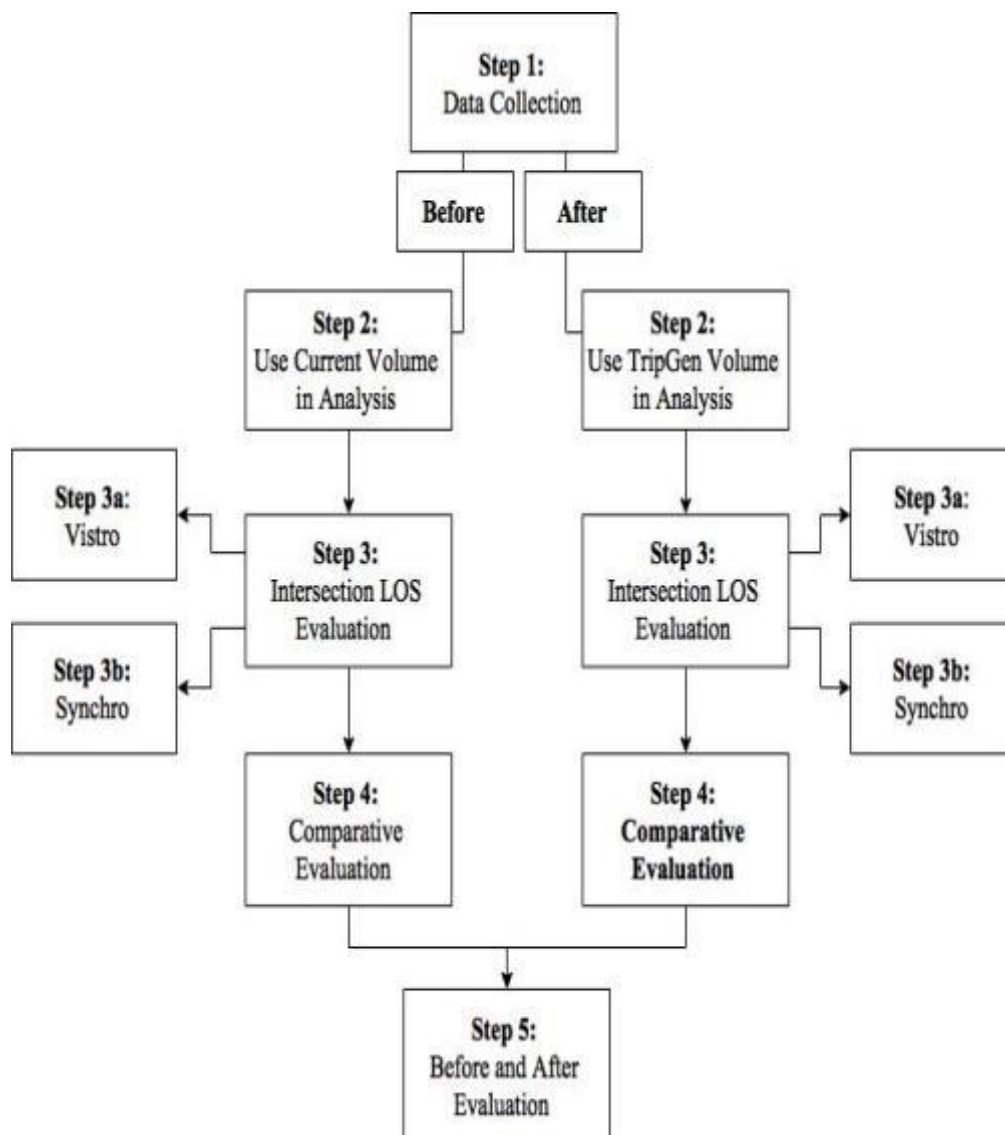 Step 1:
Data Collection
Before
After
Step 2:
Use Current Volume
in Analysis
Step 2:
Use TripGen Volume
in Analysis
Step 3a:
Vistro
Step 3:
Intersection LOS
Evaluation
Step 3:
Intersection LOS
Evaluation
Step 3a:
Vistro
Step 3b:
Synchro
Step 3b:
Synchro
Step 4:
Comparative
Evaluation
Step 4:
Comparative
Evaluation
Step 5:
Before and After
Evaluation